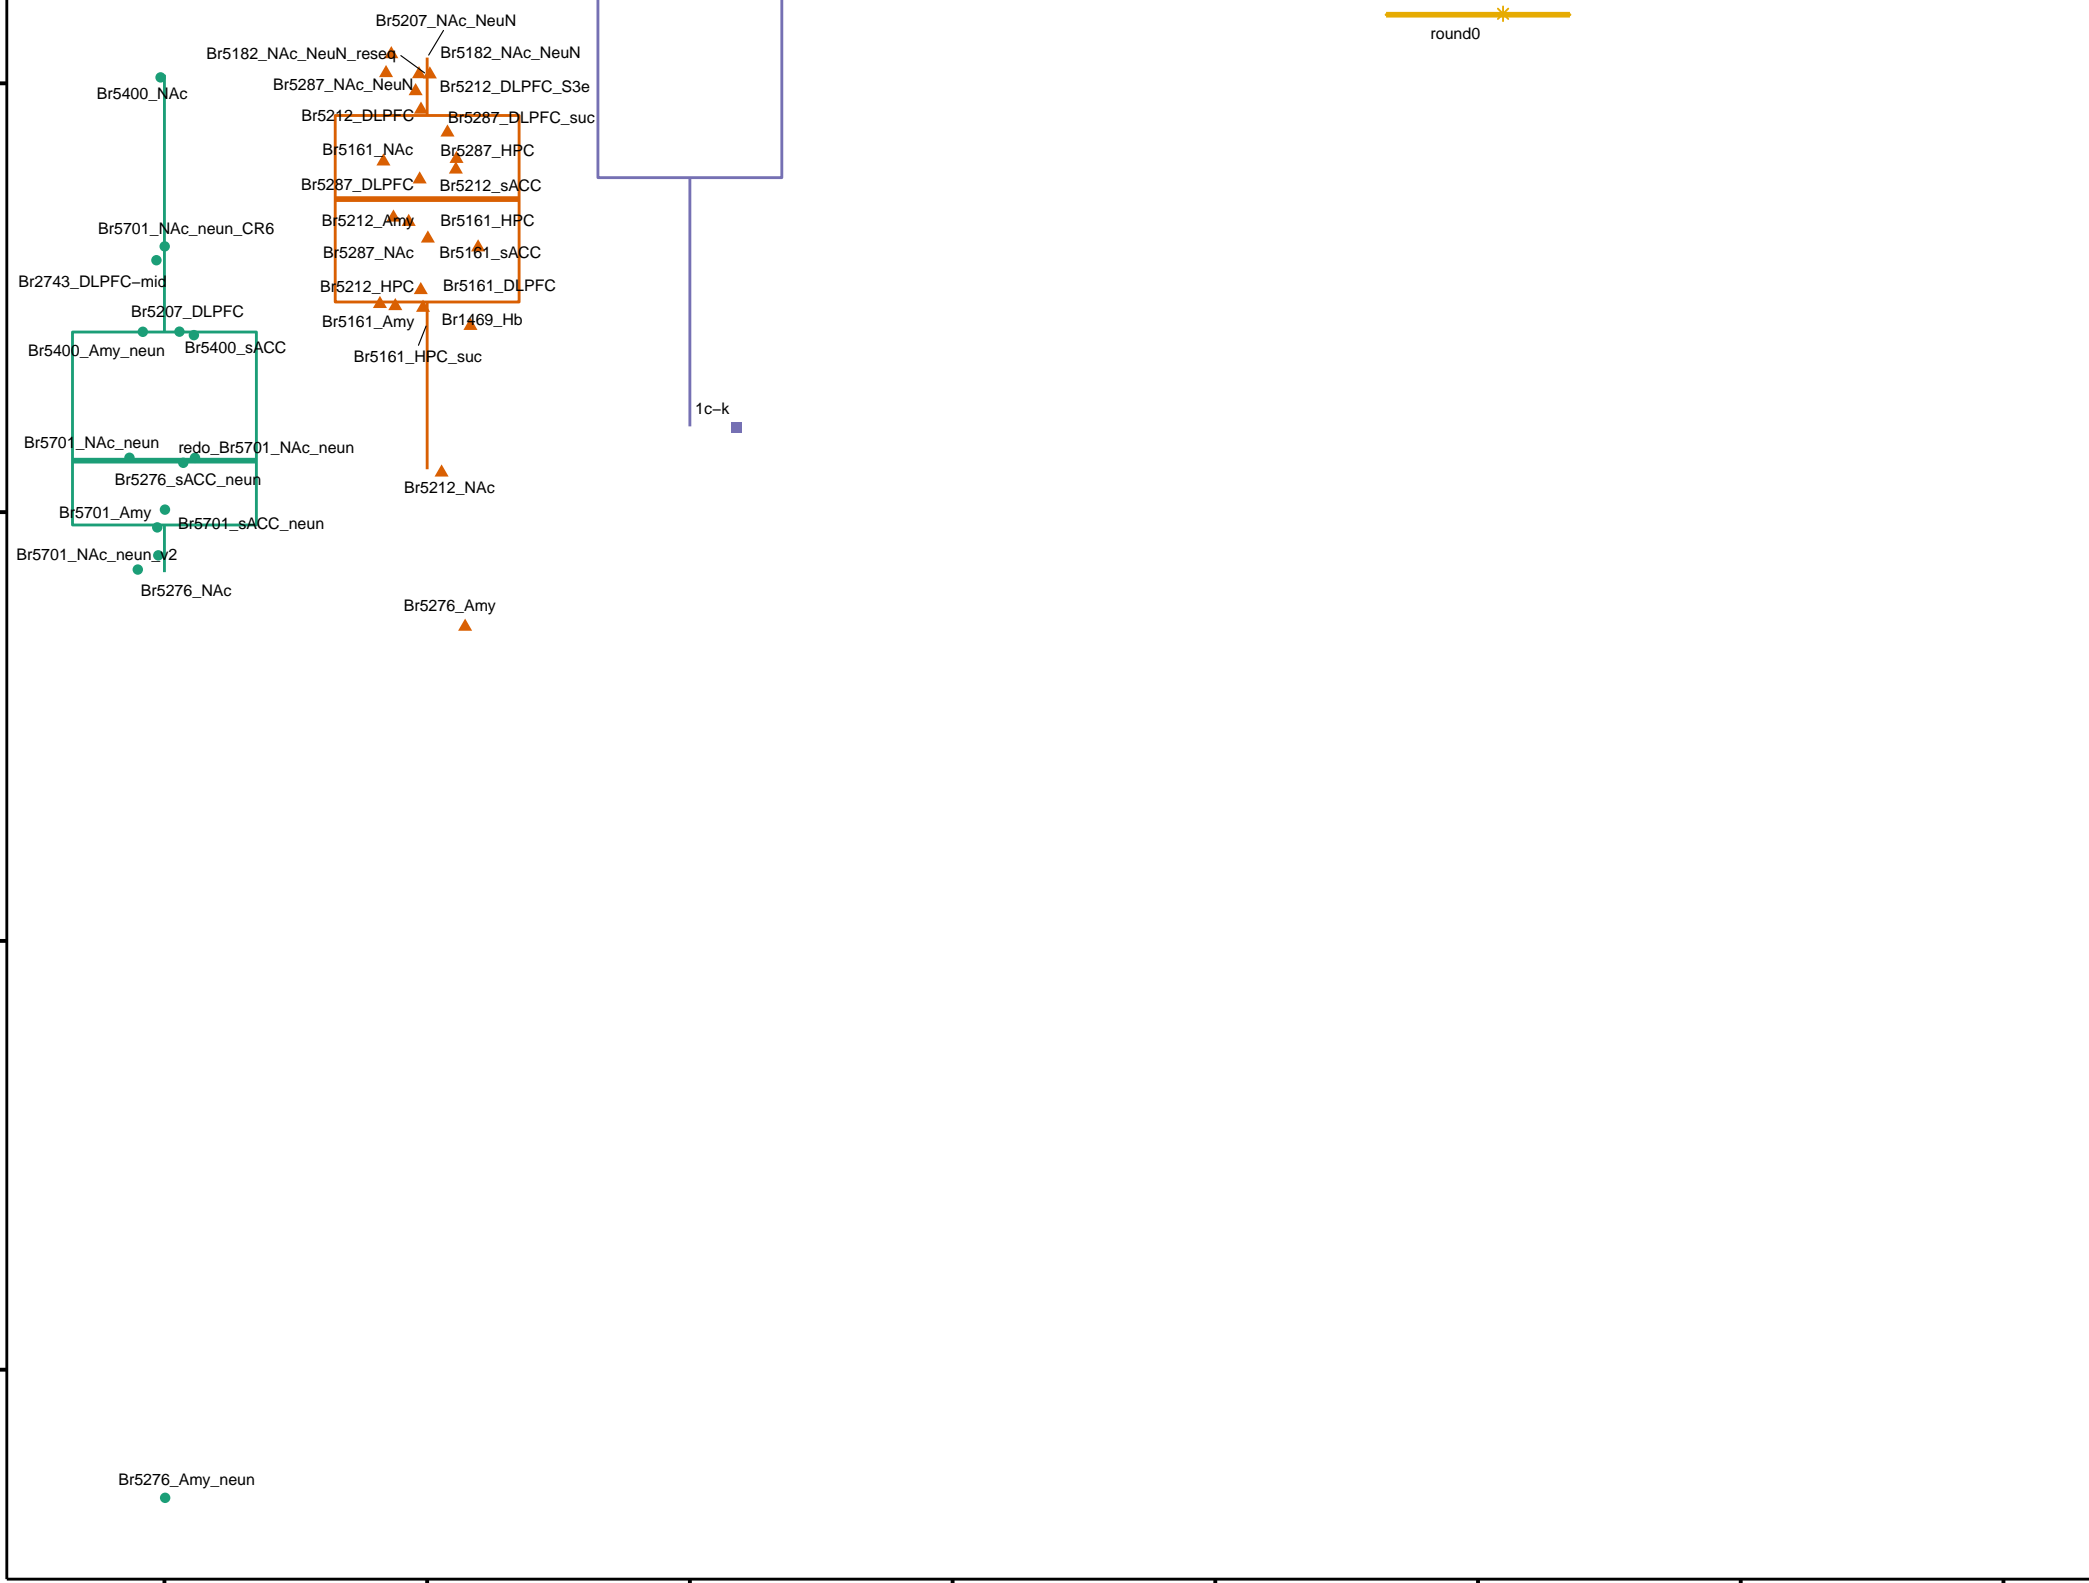 Br5207_NAc_NeuN
round0
Br5182_NAc_NeuN_reseq
Br5182_NAc_NeuN
Br5287_NAc_NeuN
Br5212_DLPFC_S3e
Br5400_NAc
Br5212_DLPFC
Br5287_DLPFC_suc
Br5161_NAc
Br5287_HPC
Br5287_DLPFC
Br5212_sACC
Br5212_Amy
Br5161_HPC
Br5701_NAc_neun_CR6
Br5287_NAc
Br5161_sACC
Br2743_DLPFC−mid
Br5212_HPC
Br5161_DLPFC
Br5207_DLPFC
Br5161_Amy
Br1469_Hb
Br5400_Amy_neun
Br5400_sACC
Br5161_HPC_suc
1c−k
Br5701_NAc_neun
redo_Br5701_NAc_neun
Br5276_sACC_neun
Br5212_NAc
Br5701_Amy
Br5701_sACC_neun
Br5701_NAc_neun_v2
Br5276_NAc
Br5276_Amy
Br5276_Amy_neun